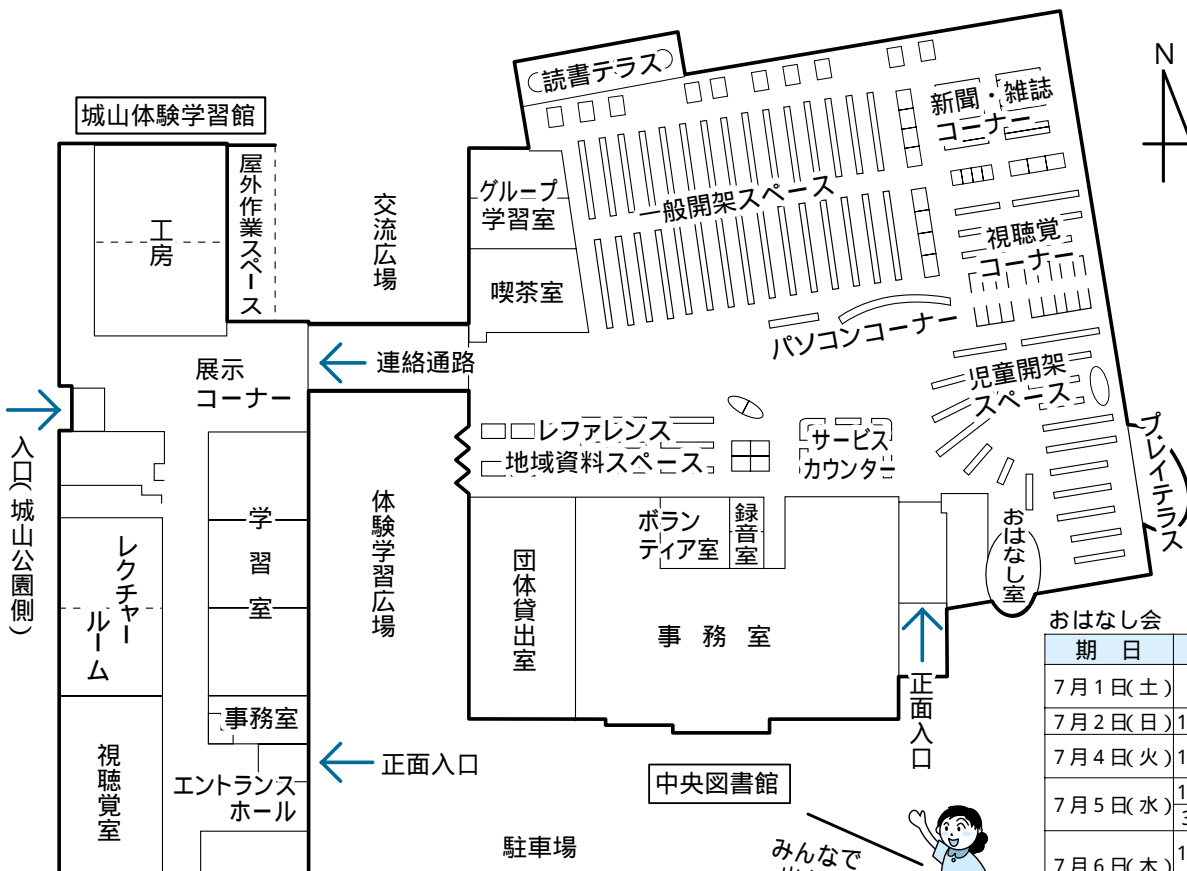 読書テラス
N
城山体験学習館
新聞・雑誌
コーナー
屋外作業スペース
工房
交流広場
グループ
学習室
一般開架スペース
視聴覚
コーナー
喫茶室
パソコンコーナー
連絡通路
展示
コーナー
児童開架
スペース
入口(城山公園側)
レファレンス
地域資料スペース
サービス
カウンター
プレイテラス
学習室
体験学習広場
ボラン
ティア室
録音室
おはなし室
レクチャー
ルーム
団体貸出室
事務室
正面入口
事務室
正面入口
視聴覚室
エントランス
ホール
中央図書館
駐車場
みんなで
おはなし会
期 日
7月1日(土)
7月2日(日) 1
7月4日(火) 1
7月5日(水) 1
3
7月6日(木) 1